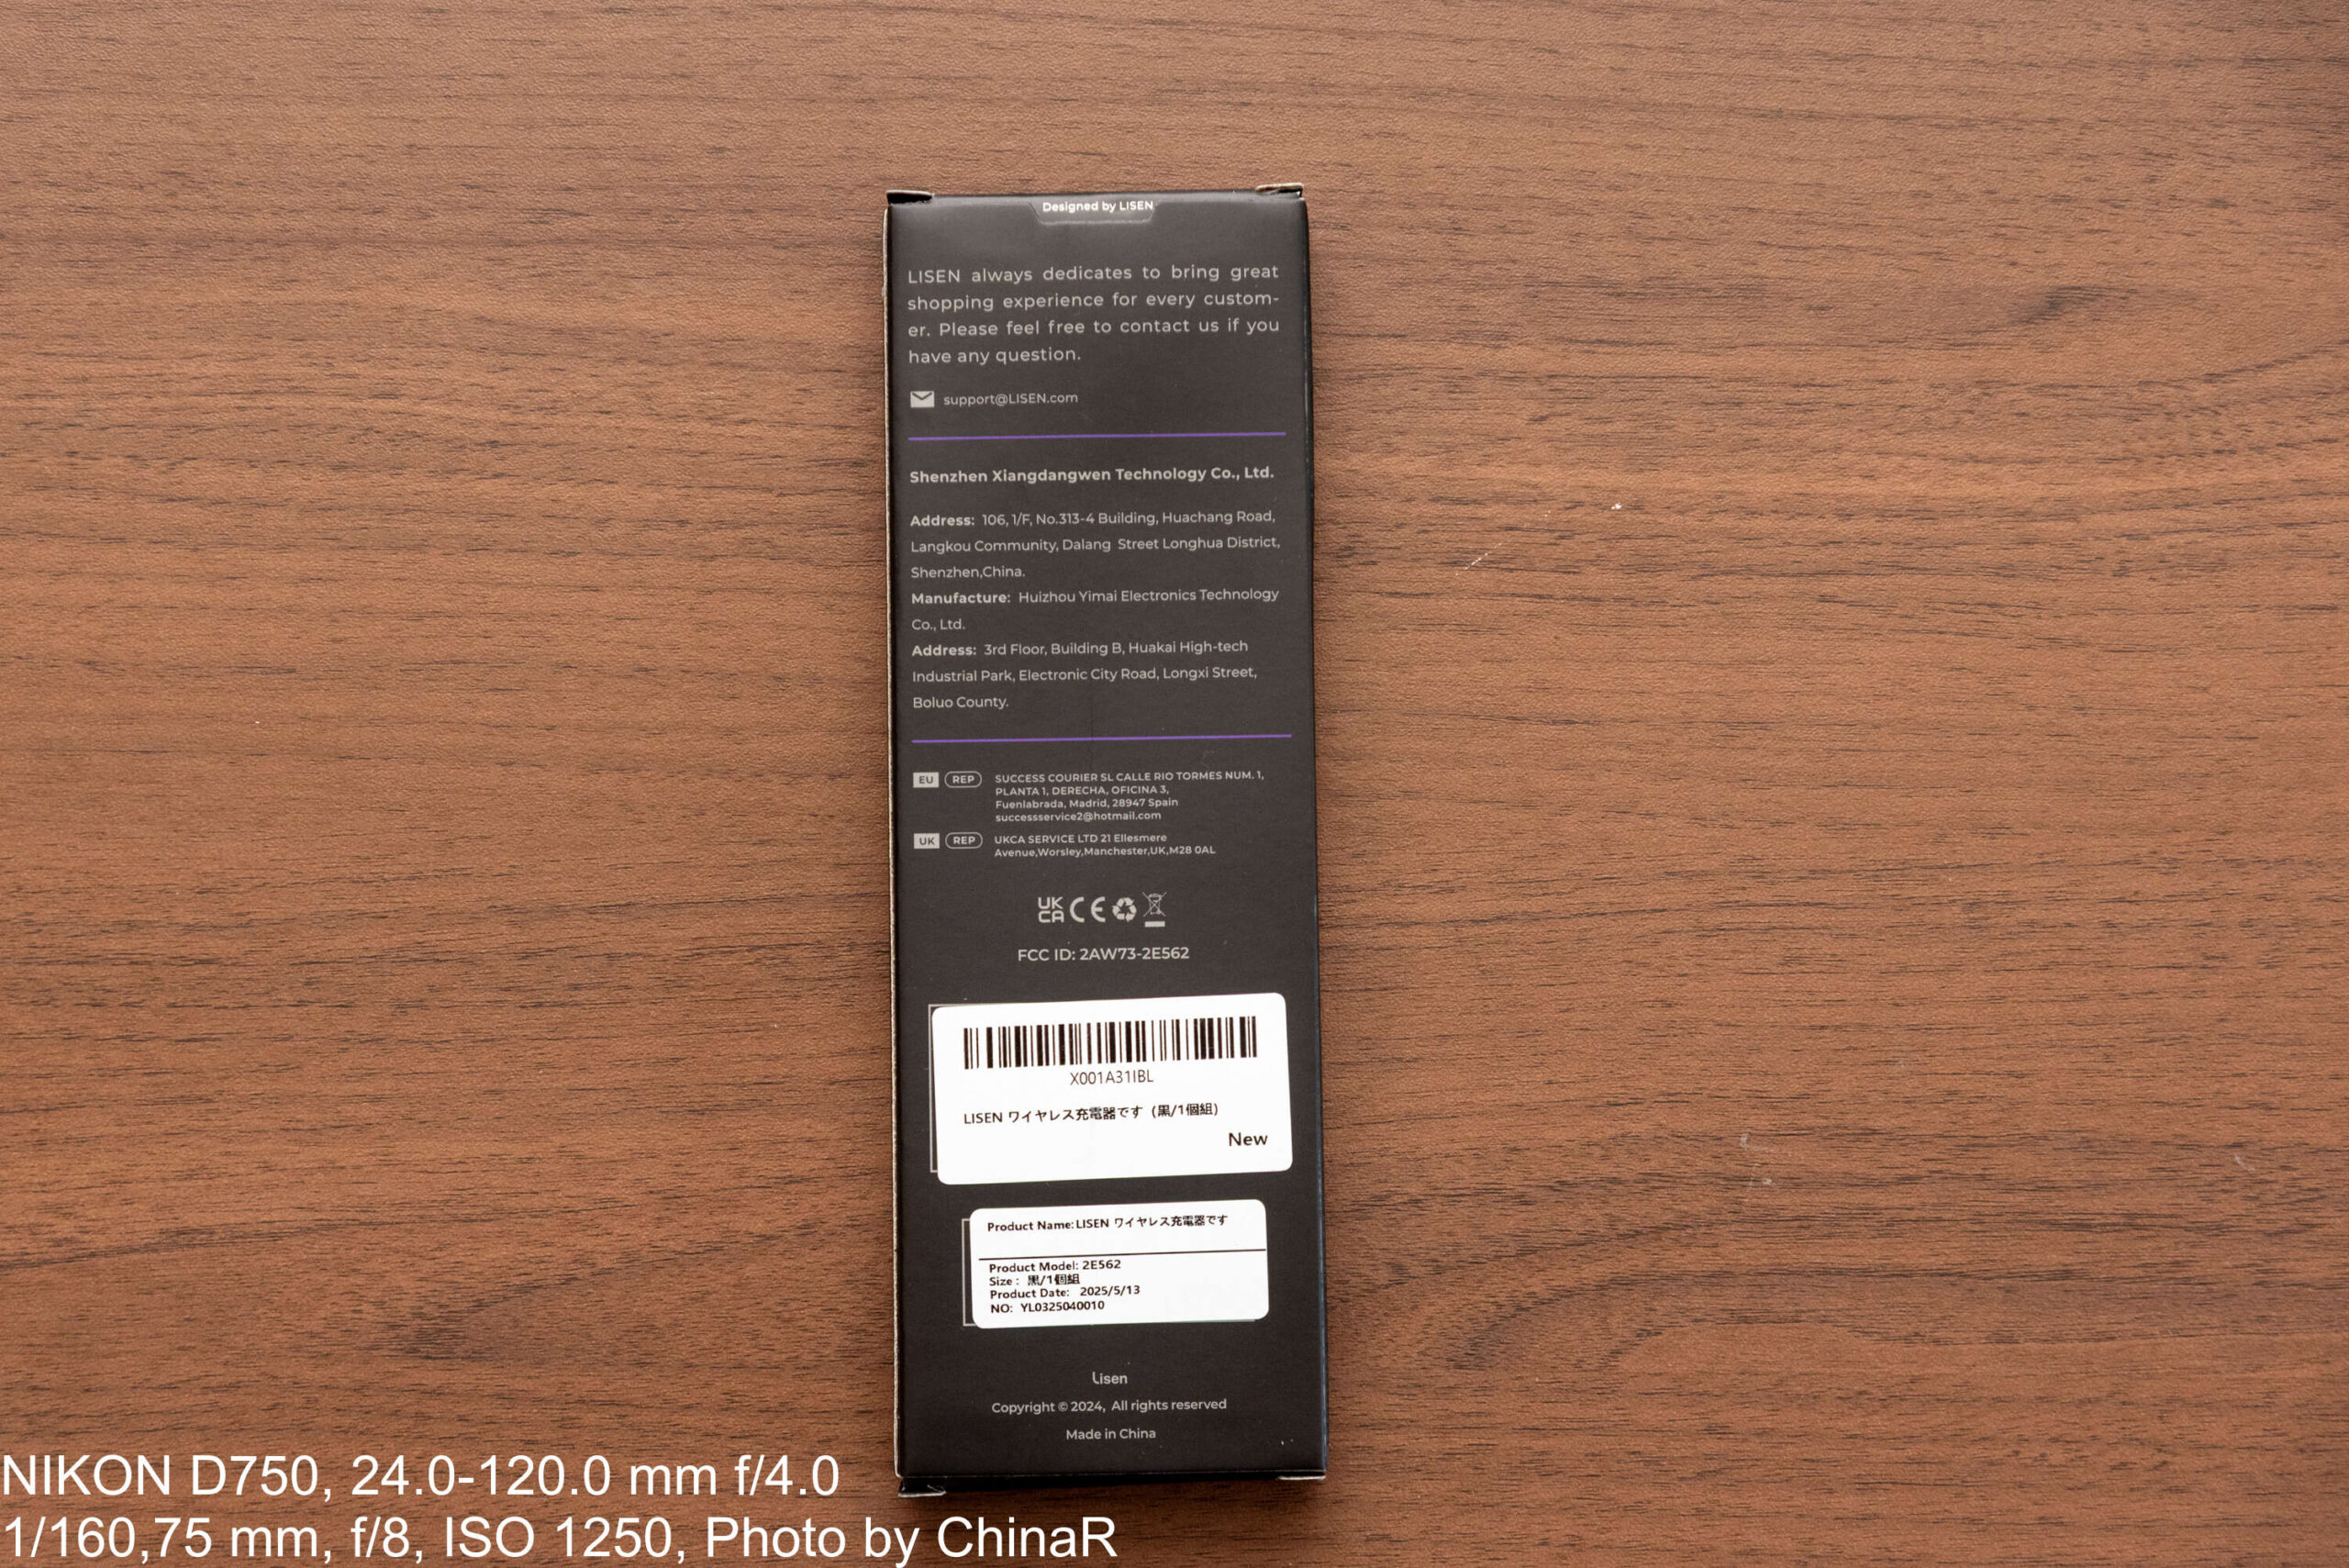 Designed by LISEN
LISEN always dedicates to bring great
shopping experience for every custom-
er. Please feel free to contact us if you
have any question.
support@LISEN.com
Shenzhen Xiangdangwen Technology Co., Ltd.
Address: 106, 1/F, No.313-4 Building, Huachang Road,
Langkou Community, Dalang Street Longhua District,
Shenzhen,China.
Manufacture: Huizhou Yimai Electronics Technology
Co., Ltd.
Address: 3rd Floor, Building B, Huakai High-tech
Industrial Park, Electronic City Road, Longxi Street,
Boluo County.
EU REP SUCCESS COURIER SL CALLE RIO TORMES NUM. 1,
PLANTA 1, DERECHA, OFICINA 3,
Fuenlabrada, Madrid, 28947 Spain
successservice2@hotmail.com
UK REP UKCA SERVICE LTD 21 Ellesmere
Avenue,Worsley,Manchester,UK,M28 0AL
UK
CA CE
FCC ID: 2AW73-2E562
X001A31IBL
LISEN ワイヤレス充電器です (黒/1個組)
New
Product Name:LISEN ワイヤレス充電器です
Product Model: 2E562
Size : 黒/1個組
Product Date: 2025/5/13
NO: YL0325040010
Lisen
Copyright © 2024, All rights reserved
Made in China
NIKON D750, 24.0-120.0 mm f/4.0
1/160,75 mm, f/8, ISO 1250, Photo by ChinaR